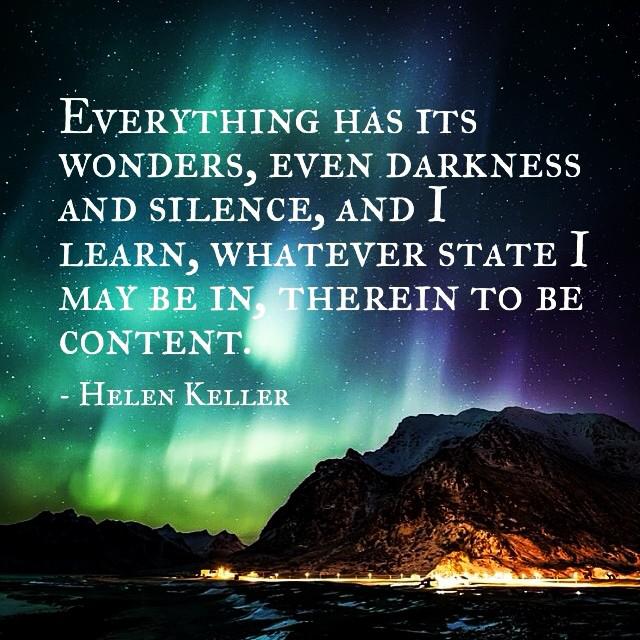 Everything has its
wonders, even darkness
and silence, and I
learn, whatever state I
may be in, therein to be
content.
- Helen Keller